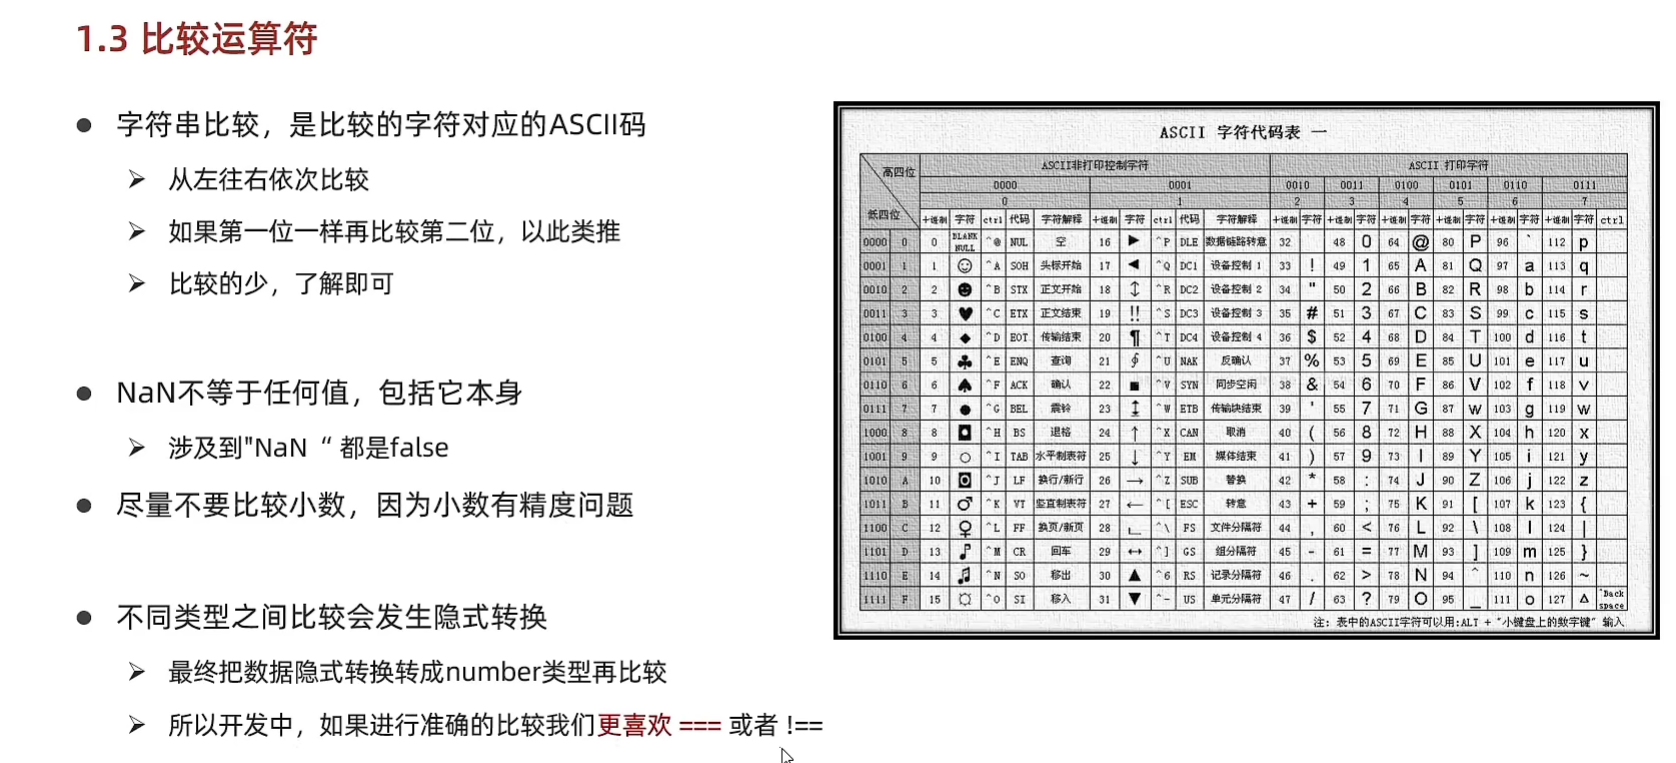 1.3 比较运算符
● 字符串比较，是比较的字符对应的ASCII码
➢ 从左往右依次比较
➢ 如果第一位一样再比较第二位，以此类推
➢ 比较的少，了解即可
● NaN不等于任何值，包括它本身
➢ 涉及到"NaN “ 都是false
● 尽量不要比较小数，因为小数有精度问题
● 不同类型之间比较会发生隐式转换
➢ 最终把数据隐式转换转成number类型再比较
➢ 所以开发中，如果进行准确的比较我们更喜欢 === 或者 !==
ASCII 字符代码表 一
高四位 ASCII非打印控制字符 ASCII 打印字符
0000 0001 0010 0011 0100 0101 0110 0111
低四位 0 1 2 3 4 5 6 7
十进制 字符 ctrl 代码 字符解释 十进制 字符 ctrl 代码 字符解释 十进制 字符 十进制 字符 十进制 字符 十进制 字符 十进制 字符 十进制 字符 ctrl
0000 0 0 BLANK NULL ^@ NUL 空 16 ► ^P DLE 数据链路转意 32 48 0 64 @ 80 P 96 ` 112 p
0001 1 1 ☺ ^A SOH 头标开始 17 ◄ ^Q DC1 设备控制 1 33 ! 49 1 65 A 81 Q 97 a 113 q
0010 2 2 ☻ ^B STX 正文开始 18 ↕ ^R DC2 设备控制 2 34 " 50 2 66 B 82 R 98 b 114 r
0011 3 3 ♥ ^C ETX 正文结束 19 ‼ ^S DC3 设备控制 3 35 # 51 3 67 C 83 S 99 c 115 s
0100 4 4 ♦ ^D EOT 传输结束 20 ¶ ^T DC4 设备控制 4 36 $ 52 4 68 D 84 T 100 d 116 t
0101 5 5 ♣ ^E ENQ 查询 21 ∮ ^U NAK 反确认 37 % 53 5 69 E 85 U 101 e 117 u
0110 6 6 ♠ ^F ACK 确认 22 ■ ^V SYN 同步空闲 38 & 54 6 70 F 86 V 102 f 118 v
0111 7 7 ● ^G BEL 震铃 23 ↨ ^W ETB 传输块结束 39 ' 55 7 71 G 87 w 103 g 119 w
1000 8 8 ◘ ^H BS 退格 24 ↑ ^X CAN 取消 40 ( 56 8 72 H 88 X 104 h 120 x
1001 9 9 ○ ^I TAB 水平制表符 25 ↓ ^Y EM 媒体结束 41 ) 57 9 73 I 89 Y 105 i 121 y
1010 A 10 ◙ ^J LF 换行/新行 26 → ^Z SUB 替换 42 * 58 : 74 J 90 Z 106 j 122 z
1011 B 11 ♂ ^K VT 竖直制表符 27 ← ^[ ESC 转意 43 + 59 ; 75 K 91 [ 107 k 123 {
1100 C 12 ♀ ^L FF 换页/新页 28 ∟ ^\ FS 文件分隔符 44 , 60 < 76 L 92 \ 108 l 124 |
1101 D 13 ♪ ^M CR 回车 29 ↔ ^] GS 组分隔符 45 - 61 = 77 M 93 ] 109 m 125 }
1110 E 14 ♫ ^N SO 移出 30 ▲ ^6 RS 记录分隔符 46 . 62 > 78 N 94 ^ 110 n 126 ~
1111 F 15 ☼ ^O SI 移入 31 ▼ ^- US 单元分隔符 47 / 63 ? 79 O 95 _ 111 o 127 Δ ^Back space
注：表中的ASCII字符可以用:ALT + "小键盘上的数字键" 输入